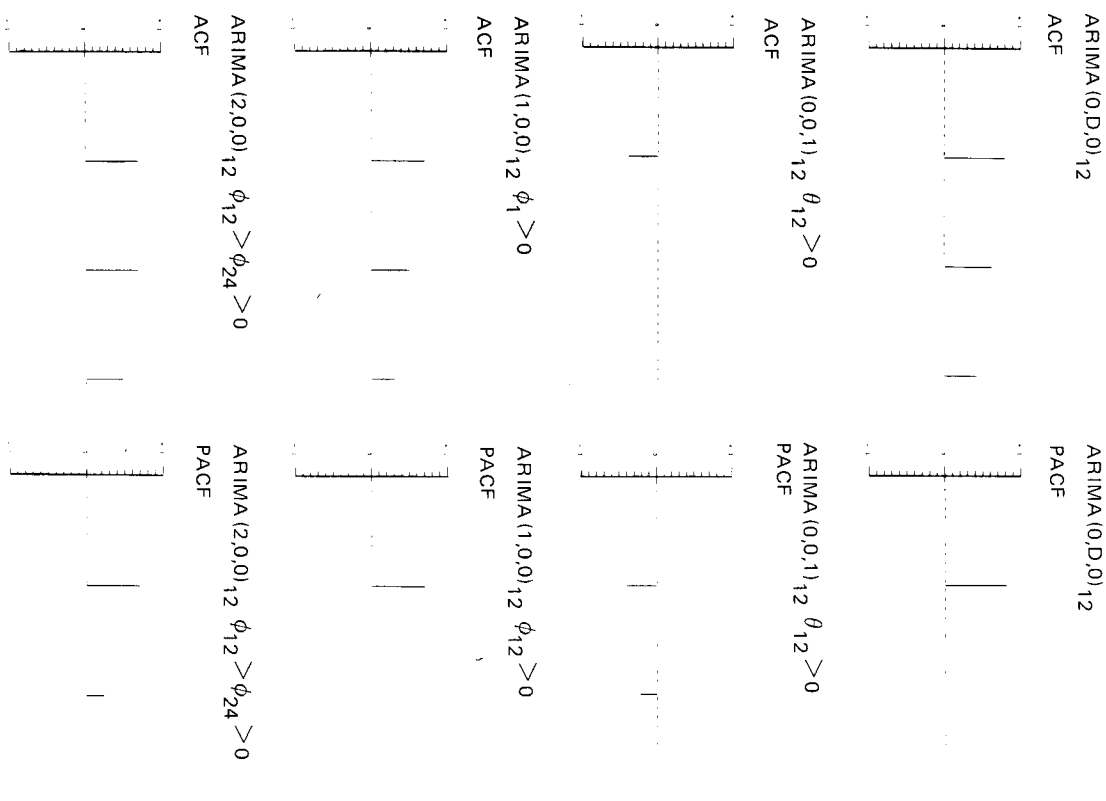 ARIMA (0,D,0)12
ACF
ARIMA (0,D,0)12
PACF
ARIMA (0,0,1)12 θ12 >0
ACF
ARIMA (0,0,1)12 θ12 >0
PACF
ARIMA (1,0,0)12 ϕ1 >0
ACF
ARIMA (1,0,0)12 ϕ12 >0
PACF
ARIMA (2,0,0)12 ϕ12 >ϕ24 >0
ACF
ARIMA (2,0,0)12 ϕ12 >ϕ24 >0
PACF